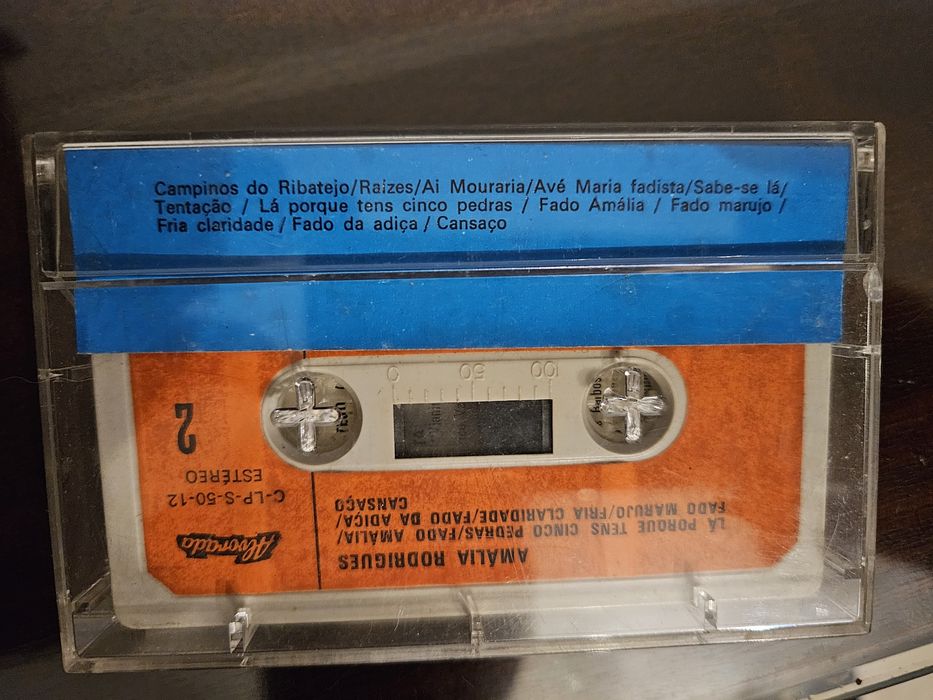 Campinos do Ribatejo/Raizes/Ai Mouraria/Avé Maria fadista/Sabe-se lá/
Tentação / Lá porque tens cinco pedras / Fado Amália / Fado marujo /
Fria claridade / Fado da adiça / Cansaço
0 50 100
2
ESTÉREO
C-LP-S-50-12
Alvorada
AMÁLIA RODRIGUES
LÁ PORQUE TENS CINCO PEDRAS/FADO AMÁLIA/
FADO MARUJO/FRIA CLARIDADE/FADO DA ADIÇA/
CANSAÇO